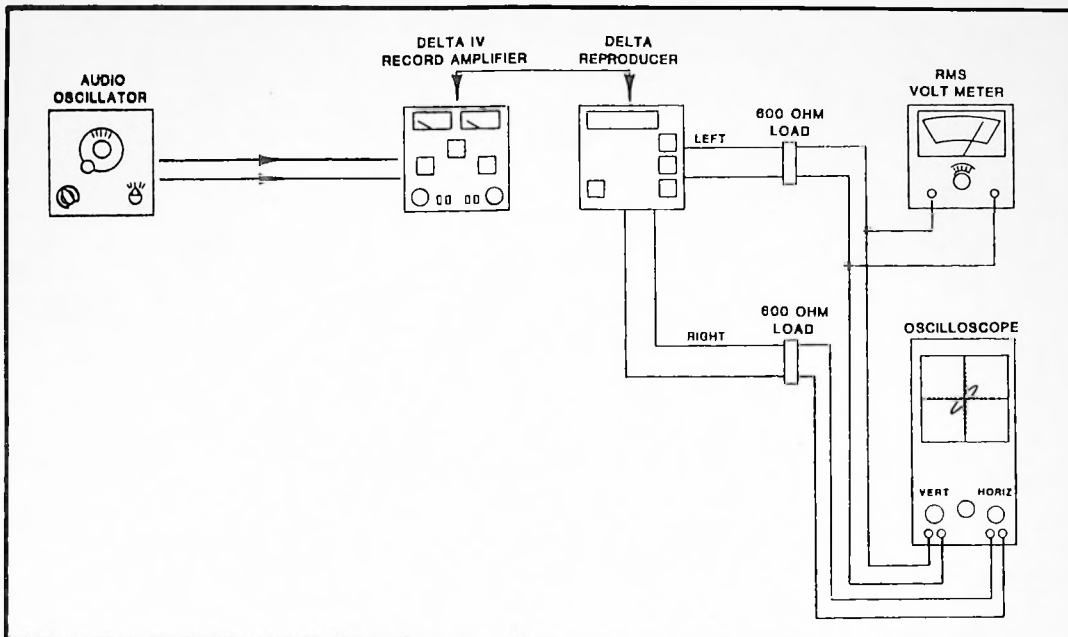 DELTA IV
RECORD AMPLIFIER
DELTA
REPRODUCER
AUDIO
OSCILLATOR
RMS
VOLT METER
600 OHM
LOAD
LEFT
600 OHM
LOAD
RIGHT
OSCILLOSCOPE
VERT
HORIZ